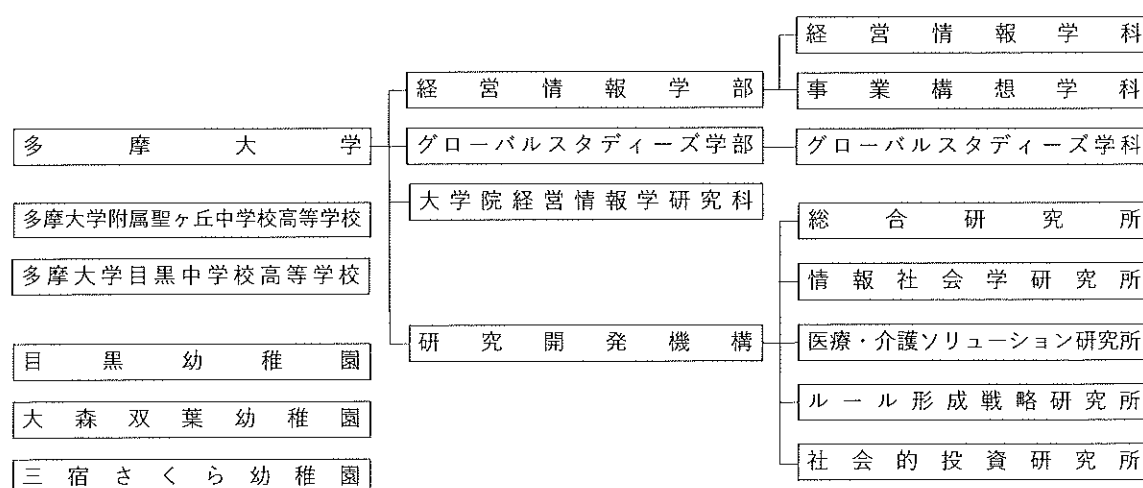 経営情報学科
経営情報学部
事業構想学科
多摩大学
グローバルスタディーズ学部
グローバルスタディーズ学科
大学院経営情報学研究科
多摩大学附属聖ヶ丘中学校高等学校
総合研究所
多摩大学目黒中学校高等学校
情報社会学研究所
研究開発機構
医療・介護ソリューション研究所
目黒幼稚園
ルール形成戦略研究所
大森双葉幼稚園
社会的投資研究所
三宿さくら幼稚園